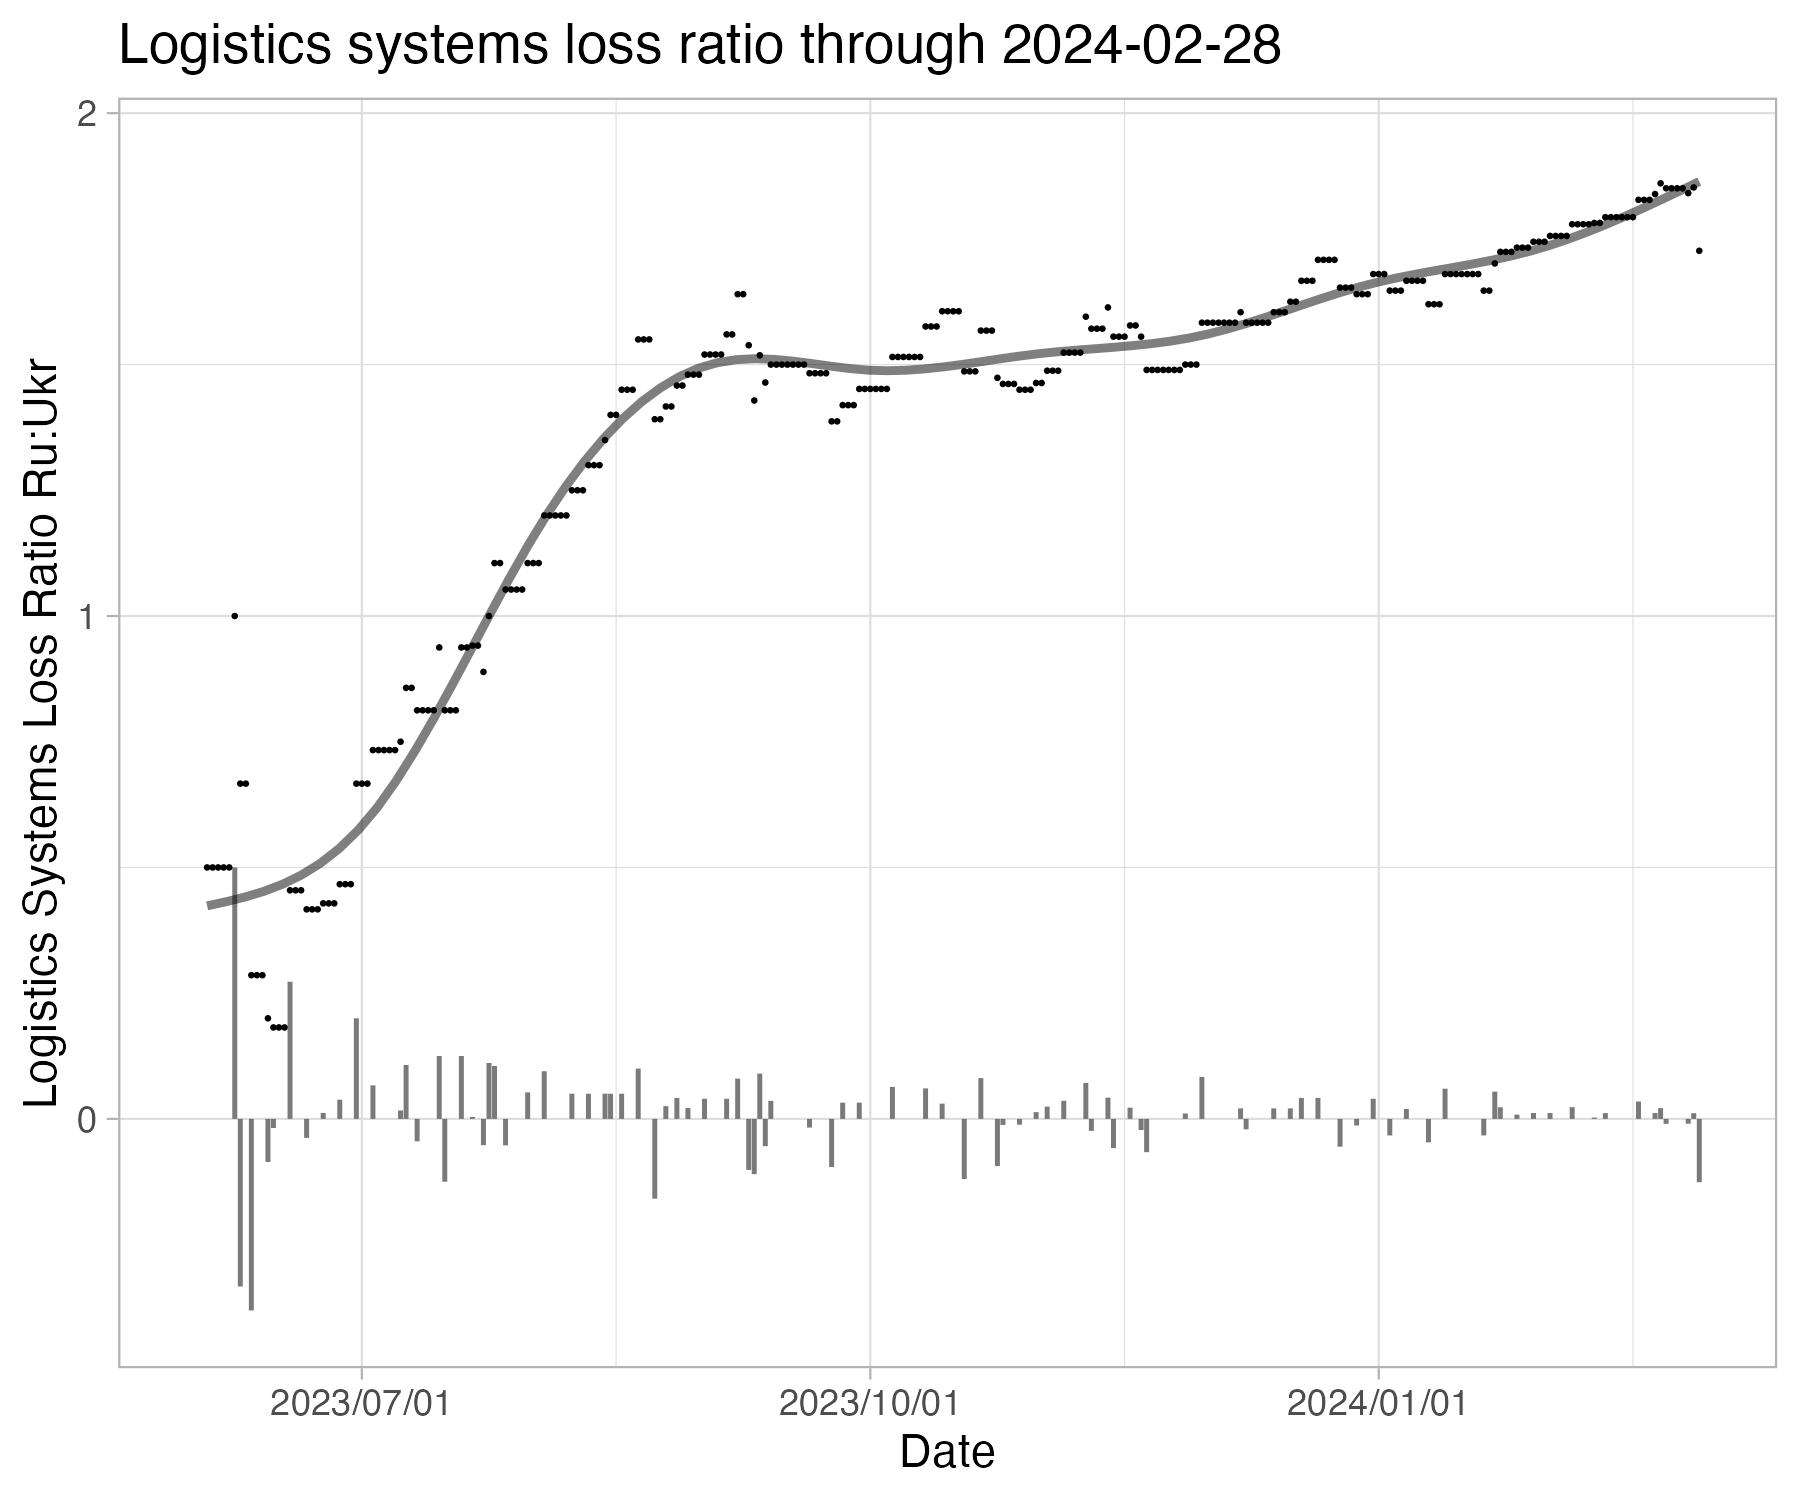 Logistics systems loss ratio through 2024-02-28
Logistics Systems Loss Ratio Ru:Ukr
2
1
0
2023/07/01
2023/10/01
2024/01/01
Date